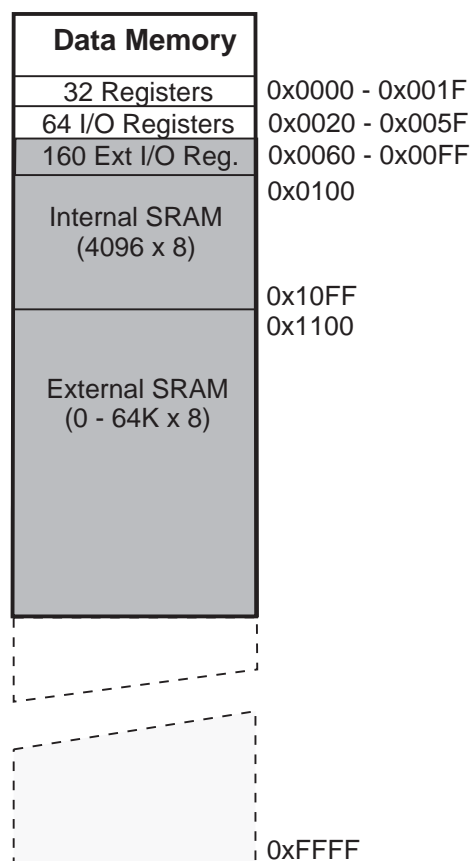 Data Memory
32 Registers 0x0000 - 0x001F
64 I/O Registers 0x0020 - 0x005F
160 Ext I/O Reg. 0x0060 - 0x00FF
0x0100
Internal SRAM
(4096 x 8)
0x10FF
0x1100
External SRAM
(0 - 64K x 8)
0xFFFF